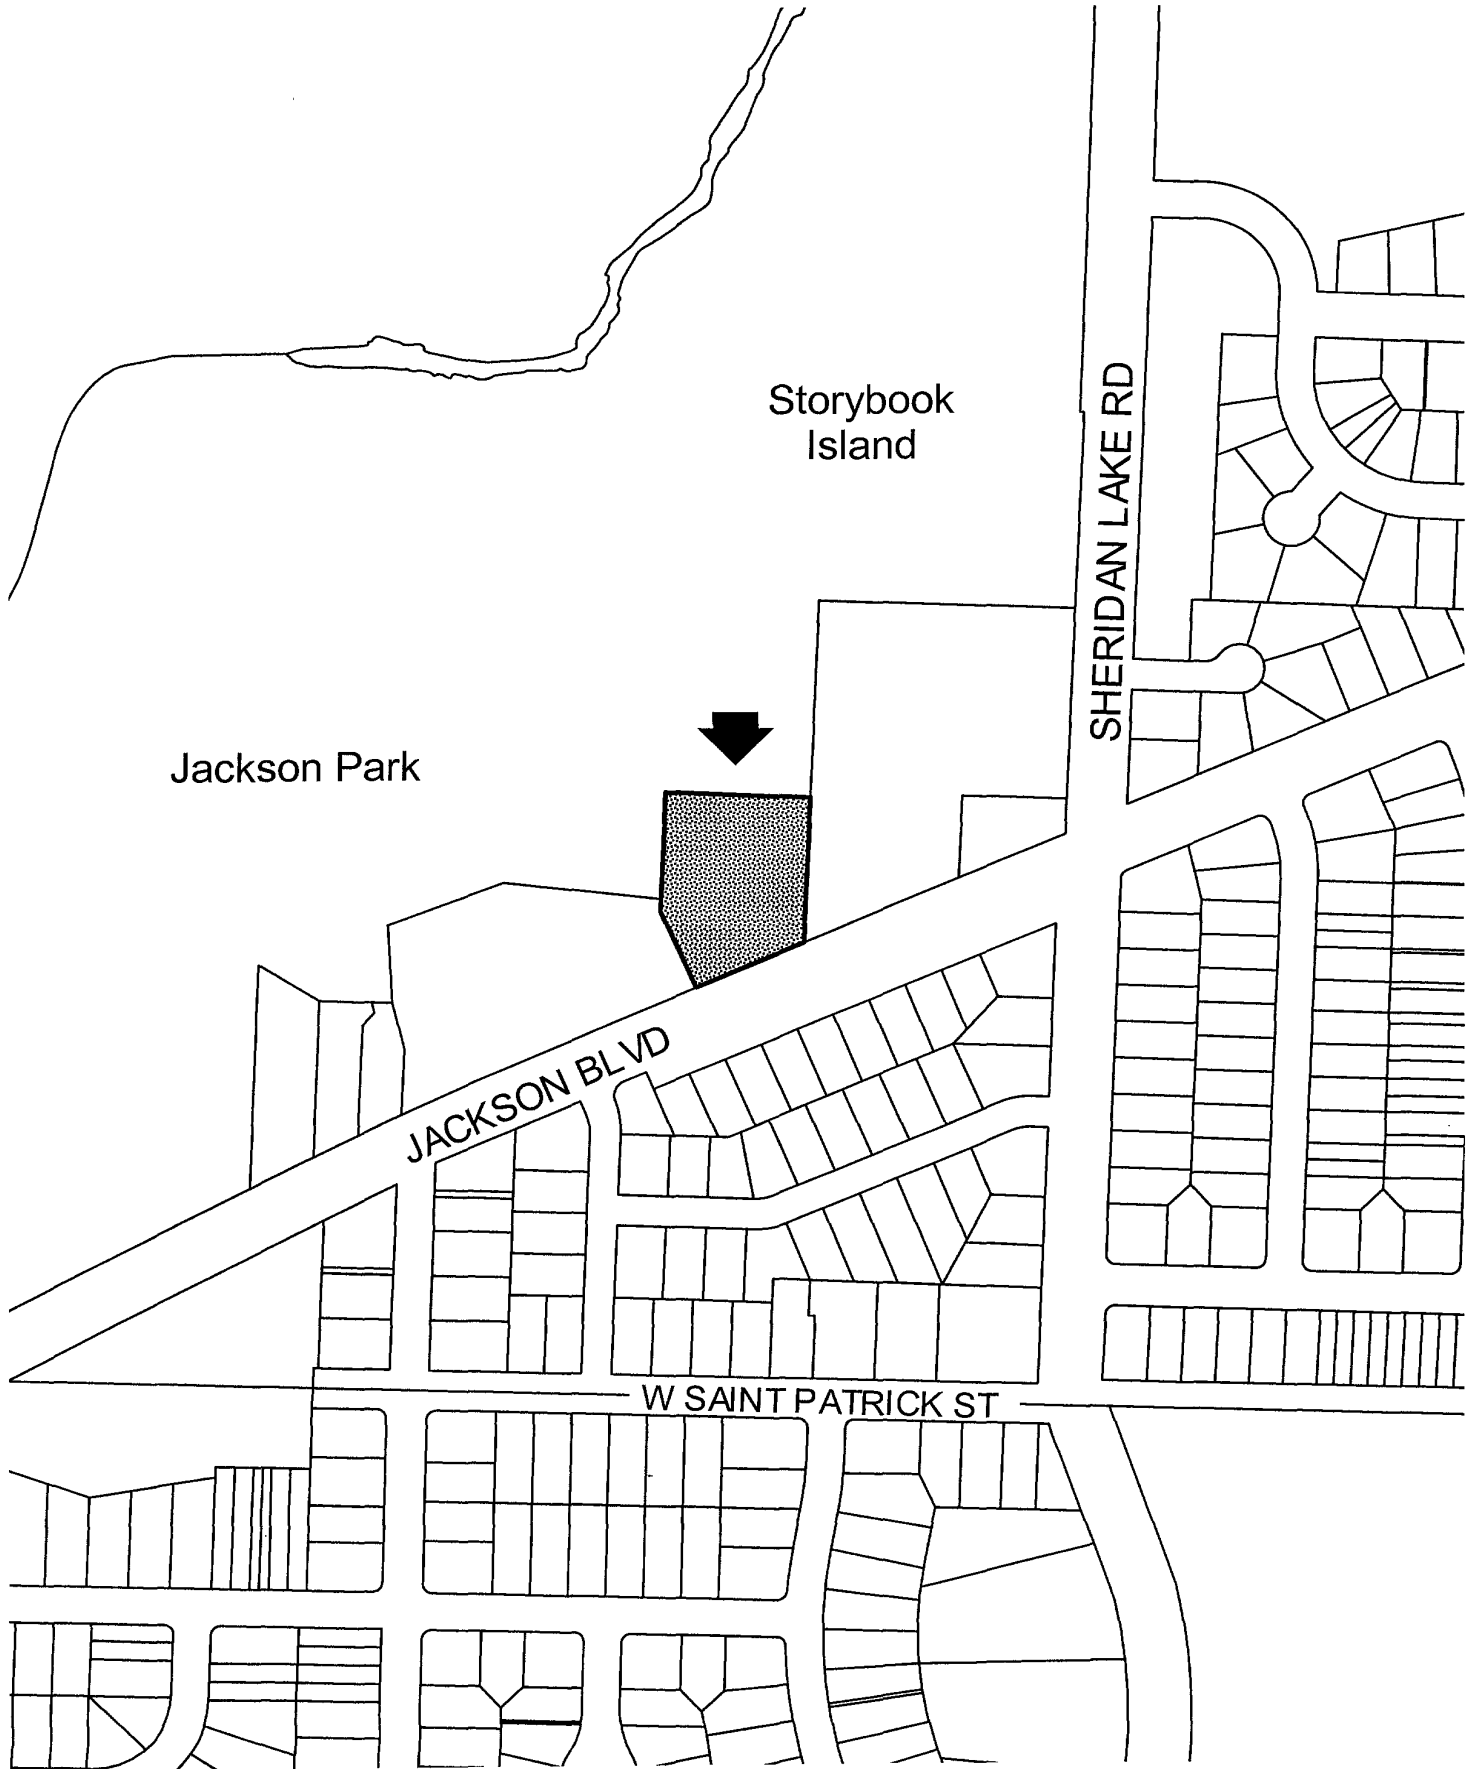 Storybook
Island
SHERIDAN LAKE RD
Jackson Park
JACKSON BLVD
W SAINT PATRICK ST